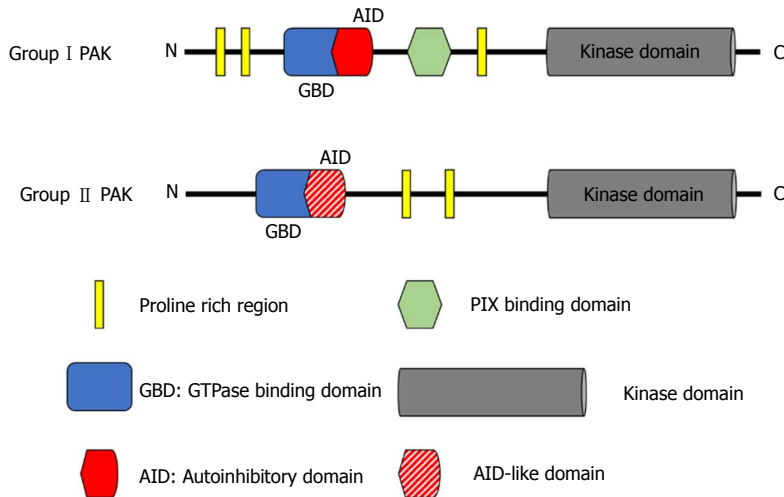 AID
Group Ⅰ PAK
N
Kinase domain
C
GBD
AID
Group Ⅱ PAK
N
Kinase domain
C
GBD
Proline rich region
PIX binding domain
GBD: GTPase binding domain
Kinase domain
AID: Autoinhibitory domain
AID-like domain